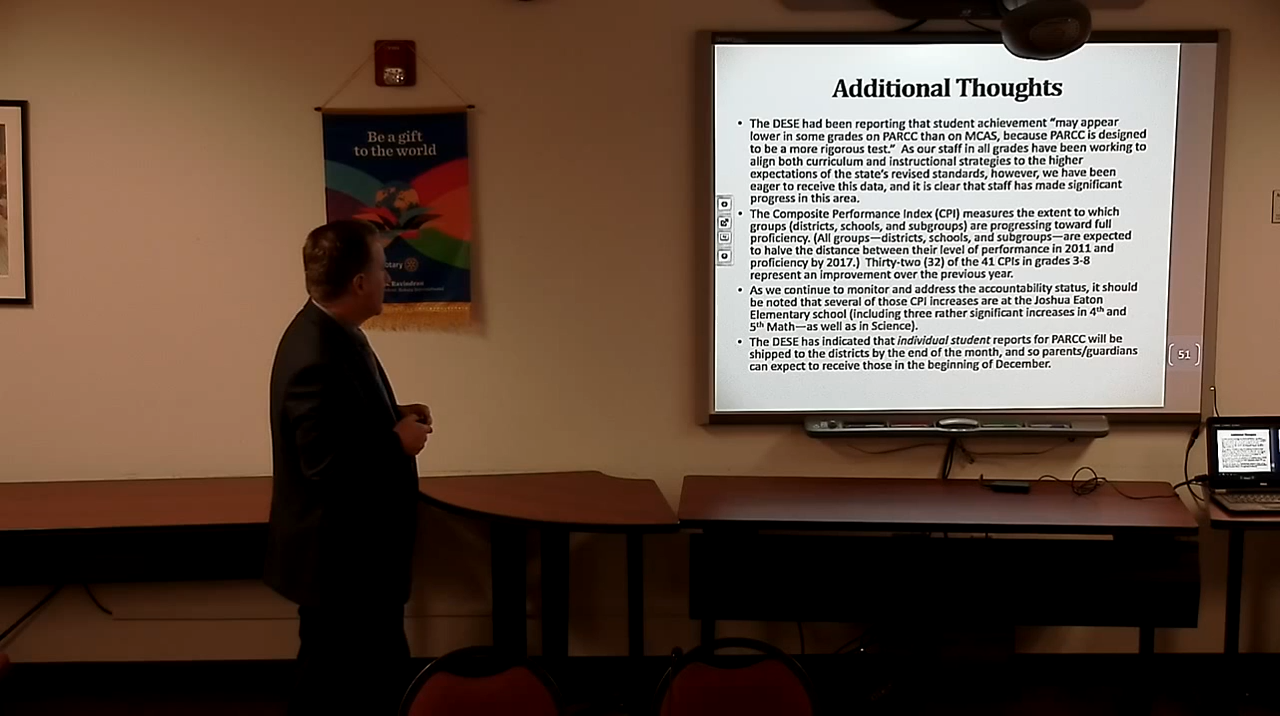 Be a gift
to the world
Additional Thoughts
• The DESE had been reporting that student achievement "may appear
lower in some grades on PARCC than on MCAS, because PARCC is designed
to be a more rigorous test." As our staff in all grades have been working to
align both curriculum and instructional strategies to the higher
expectations of the state's revised standards, however, we have been
eager to receive this data, and it is clear that staff has made significant
progress in this area.
• The Composite Performance Index (CPI) measures the extent to which
groups (districts, schools, and subgroups) are progressing toward full
proficiency. (All groups—districts, schools, and subgroups—are expected
to halve the distance between their level of performance in 2011 and
proficiency by 2017.) Thirty-two (32) of the 41 CPIs in grades 3-8
represent an improvement over the previous year.
• As we continue to monitor and address the accountability status, it should
be noted that several of those CPI increases are at the Joshua Eaton
Elementary school (including three rather significant increases in 4th and
5th Math—as well as in Science).
• The DESE has indicated that individual student reports for PARCC will be
shipped to the districts by the end of the month, and so parents/guardians
can expect to receive those in the beginning of December.
51
otary
Ravindran
Additional Thoughts